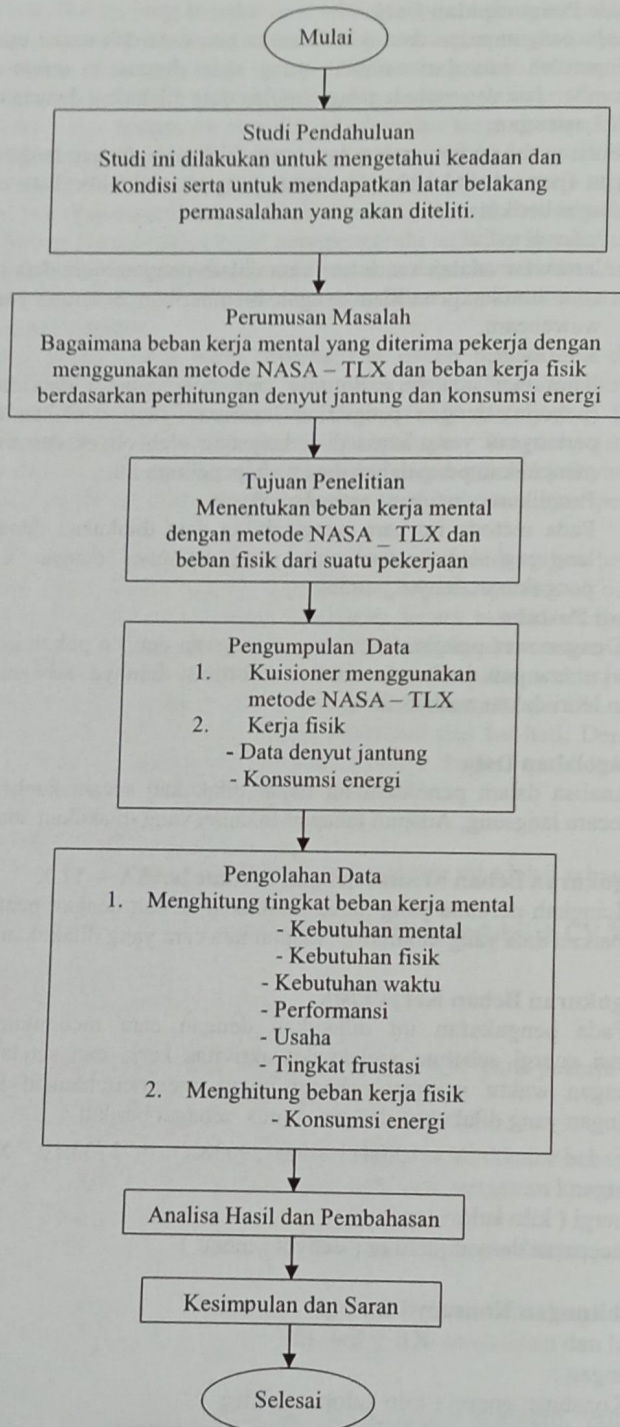 Mulai
Studi Pendahuluan
Studi ini dilakukan untuk mengetahui keadaan dan
kondisi serta untuk mendapatkan latar belakang
permasalahan yang akan diteliti.
Perumusan Masalah
Bagaimana beban kerja mental yang diterima pekerja dengan
menggunakan metode NASA – TLX dan beban kerja fisik
berdasarkan perhitungan denyut jantung dan konsumsi energi
Tujuan Penelitian
Menentukan beban kerja mental
dengan metode NASA _ TLX dan
beban fisik dari suatu pekerjaan
Pengumpulan Data
1. Kuisioner menggunakan
metode NASA – TLX
2. Kerja fisik
- Data denyut jantung
- Konsumsi energi
Pengolahan Data
1. Menghitung tingkat beban kerja mental
- Kebutuhan mental
- Kebutuhan fisik
- Kebutuhan waktu
- Performansi
- Usaha
- Tingkat frustasi
2. Menghitung beban kerja fisik
- Konsumsi energi
Analisa Hasil dan Pembahasan
Kesimpulan dan Saran
Selesai